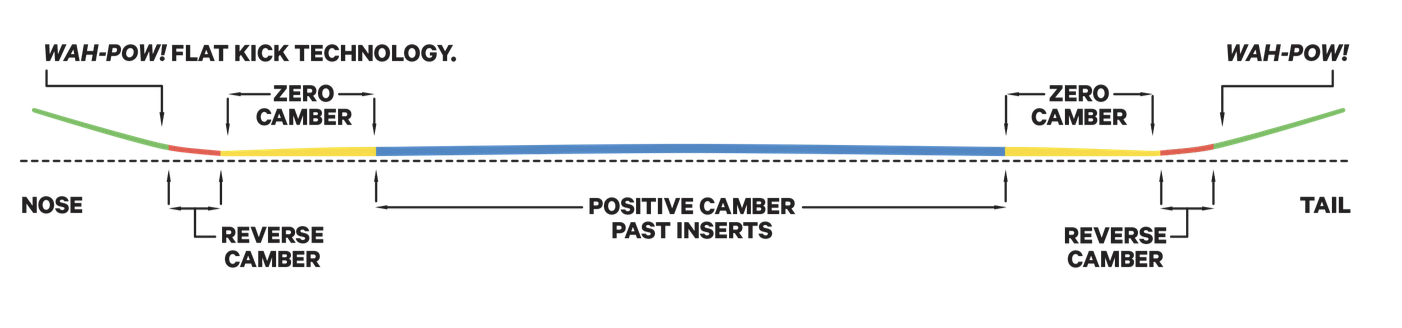 WAH-POW! FLAT KICK TECHNOLOGY.
WAH-POW!
ZERO
CAMBER
ZERO
CAMBER
NOSE
POSITIVE CAMBER
PAST INSERTS
TAIL
REVERSE
CAMBER
REVERSE
CAMBER